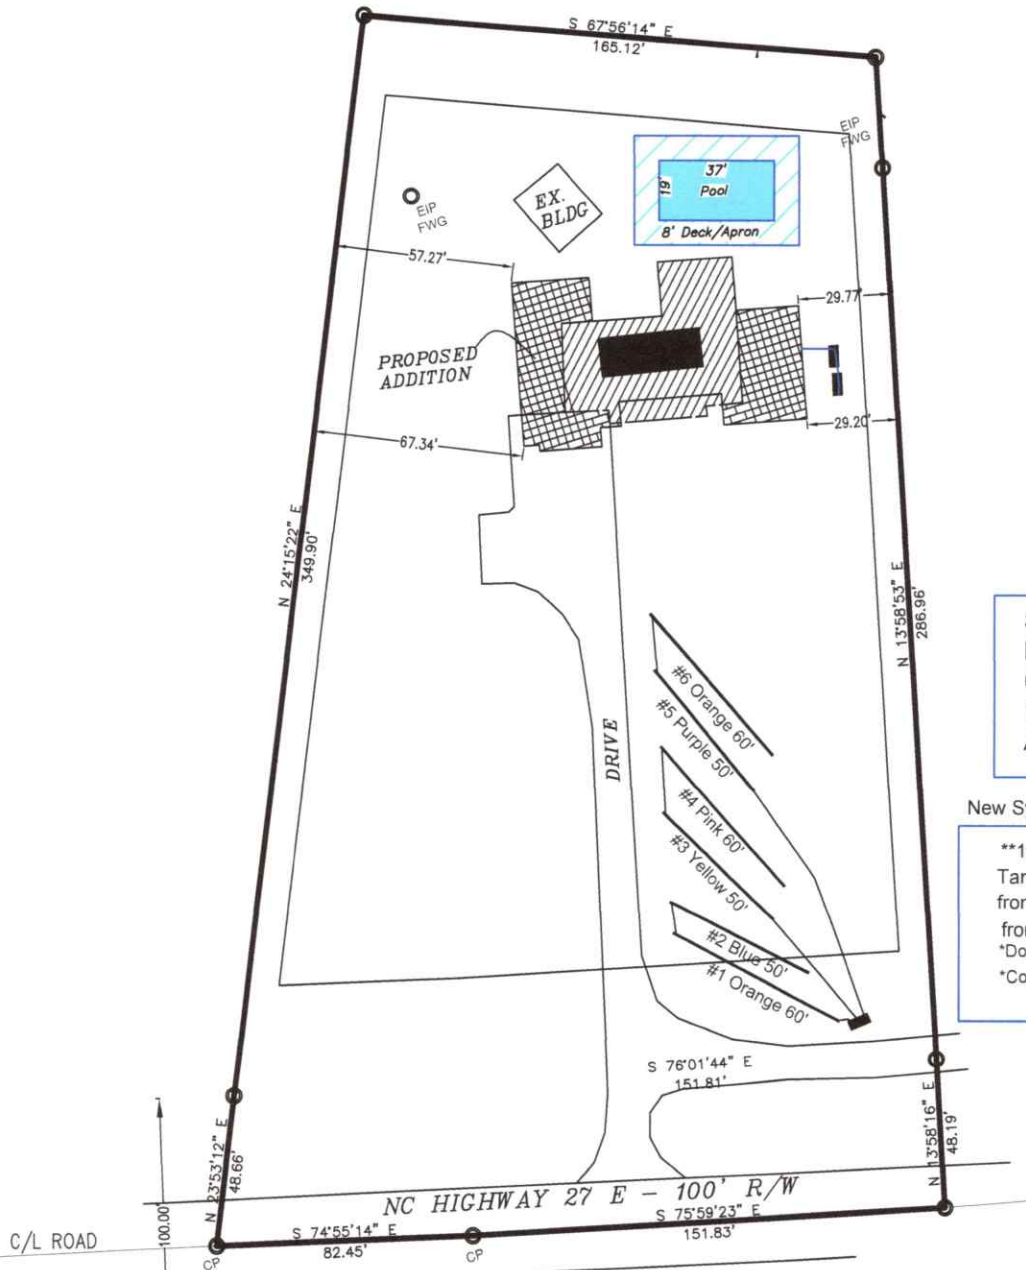 S 67°56'14" E
165.12'
EIP
FWG
37'
19'
Pool
8' Deck/Apron
EX.
BLDG
EIP
FWG
57.27'
29.77'
PROPOSED
ADDITION
67.34'
29.20'
N 24°15'22" E
349.90'
N 13°58'53" E
286.96'
#6 Orange 60'
#5 Purple 50'
DRIVE
#4 Pink 60'
#3 Yellow 50'
New S
**1
Tar
from
from
*Do
*Co
#2 Blue 50'
#1 Orange 60'
S 76°01'44" E
151.81'
N 23°53'12" E
48.66'
N 13°58'16" E
48.19'
NC HIGHWAY 27 E - 100' R/W
100.00'
C/L ROAD
S 74°55'14" E
82.45'
S 75°59'23" E
151.83'
CP
CP